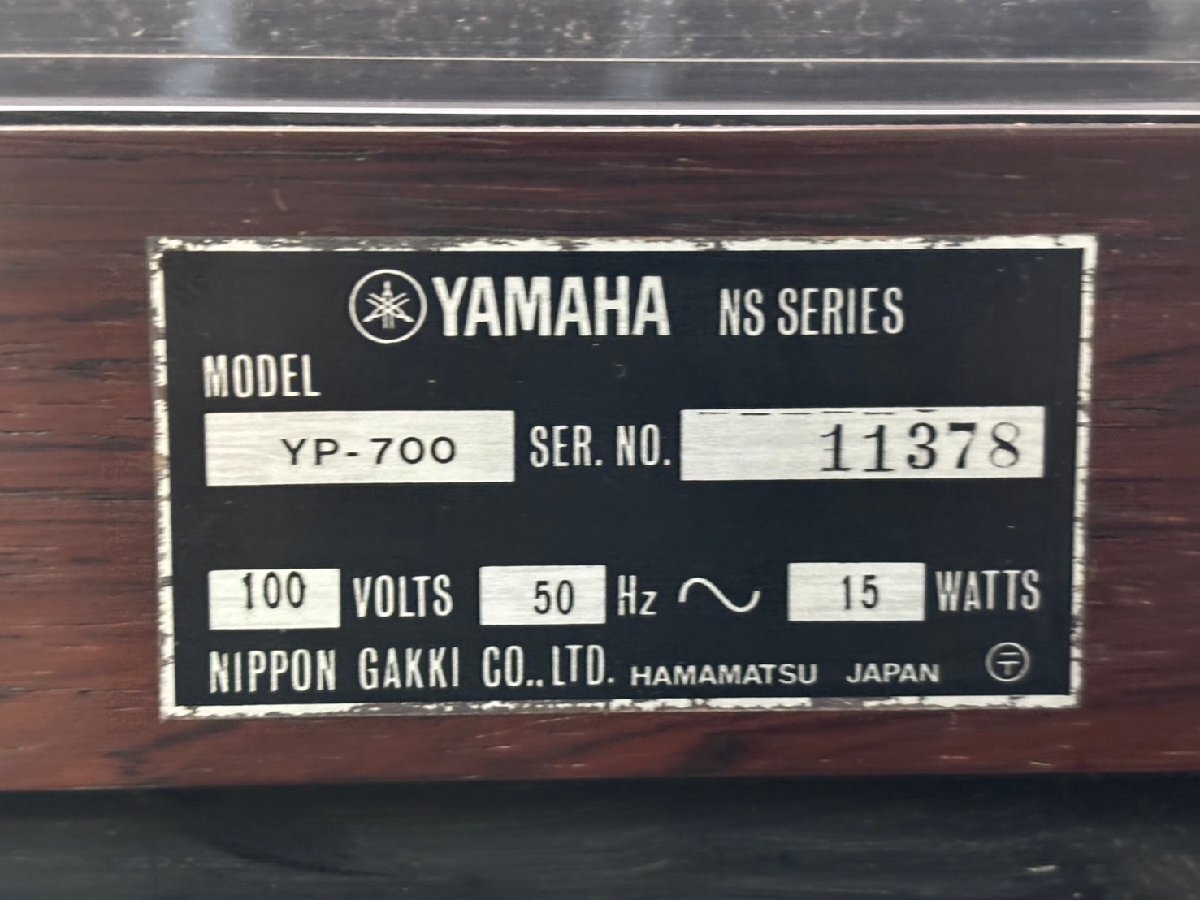 YAMAHA NS SERIES
MODEL
YP-700 SER. NO. 11378
100 VOLTS 50 Hz 15 WATTS
NIPPON GAKKI CO., LTD. HAMAMATSU JAPAN